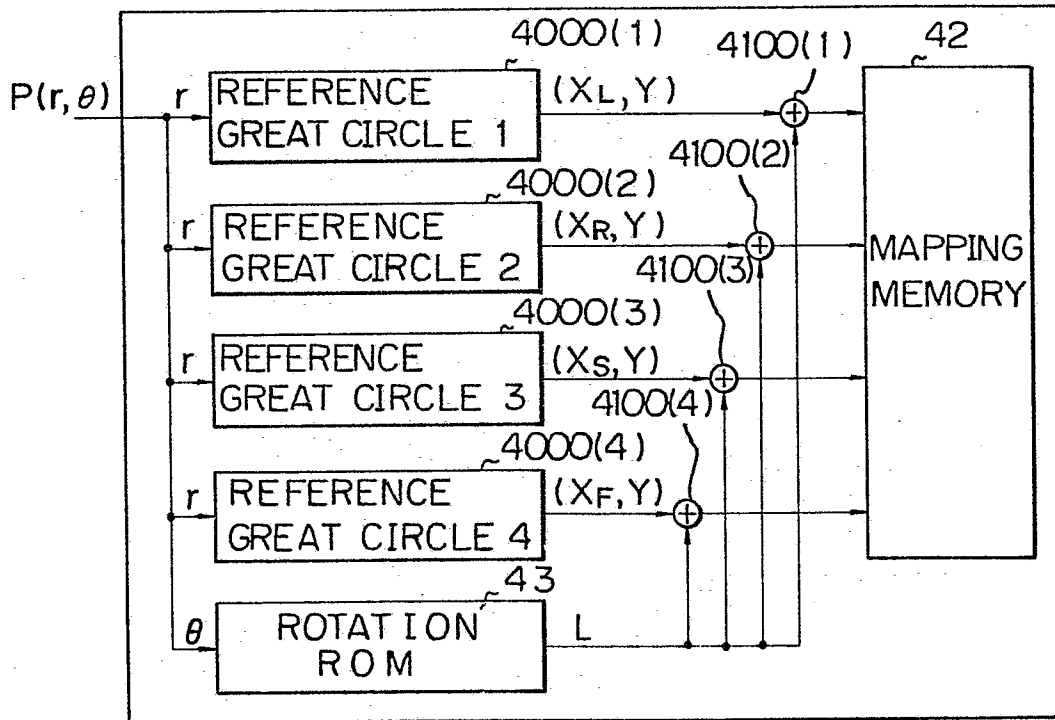 4000(1)
4100(1)
42
P(r, θ)
r
REFERENCE
GREAT CIRCLE 1
(XL, Y)
4100(2)
4000(2)
r
REFERENCE
GREAT CIRCLE 2
(XR, Y)
MAPPING
MEMORY
4100(3)
4000(3)
r
REFERENCE
GREAT CIRCLE 3
(XS, Y)
4100(4)
4000(4)
r
REFERENCE
GREAT CIRCLE 4
(XF, Y)
43
θ
ROTATION
ROM
L